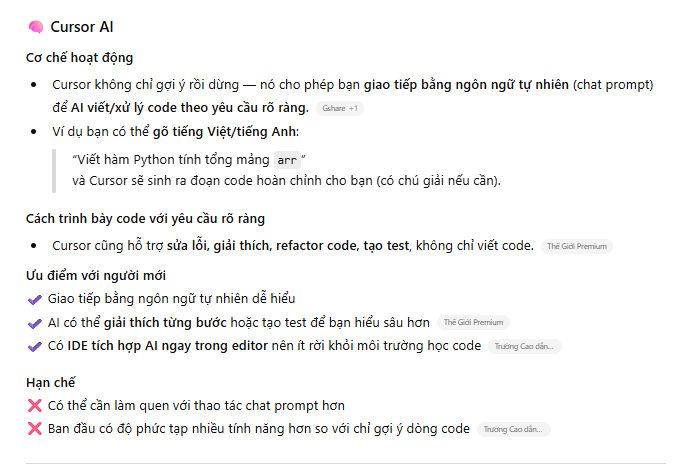 🧠 Cursor AI
Cơ chế hoạt động
• Cursor không chỉ gợi ý rồi dừng — nó cho phép bạn giao tiếp bằng ngôn ngữ tự nhiên (chat prompt)
để AI viết/xử lý code theo yêu cầu rõ ràng. Gshare +1
• Ví dụ bạn có thể gõ tiếng Việt/tiếng Anh:
“Viết hàm Python tính tổng mảng arr”
và Cursor sẽ sinh ra đoạn code hoàn chỉnh cho bạn (có chú giải nếu cần).
Cách trình bày code với yêu cầu rõ ràng
• Cursor cũng hỗ trợ sửa lỗi, giải thích, refactor code, tạo test, không chỉ viết code. Thế Giới Premium
Ưu điểm với người mới
✔ Giao tiếp bằng ngôn ngữ tự nhiên dễ hiểu
✔ AI có thể giải thích từng bước hoặc tạo test để bạn hiểu sâu hơn Thế Giới Premium
✔ Có IDE tích hợp AI ngay trong editor nên ít rời khỏi môi trường học code Trường Cao đẳn...
Hạn chế
❌ Có thể cần làm quen với thao tác chat prompt hơn
❌ Ban đầu có độ phức tạp nhiều tính năng hơn so với chỉ gợi ý dòng code Trường Cao đẳn...